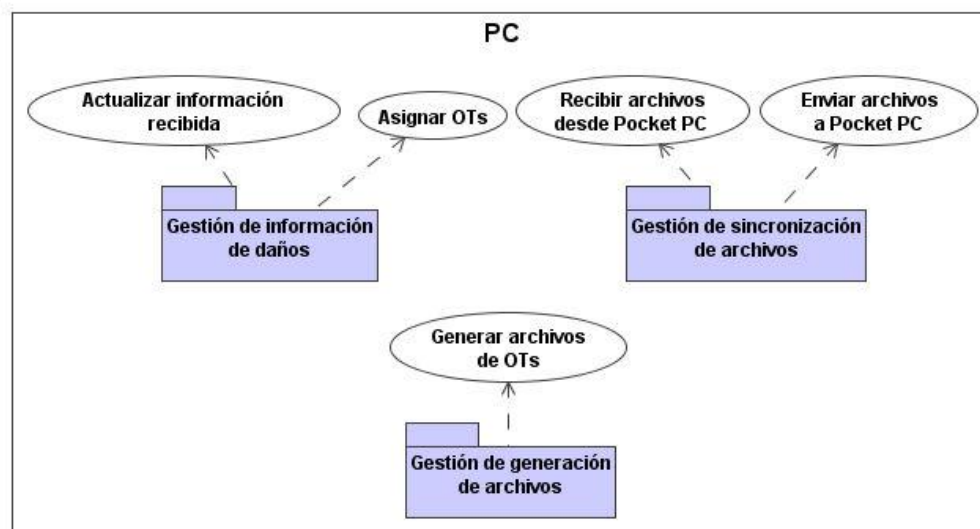 PC
Actualizar información
recibida
Asignar OTs
Recibir archivos
desde Pocket PC
Enviar archivos
a Pocket PC
Gestión de información
de daños
Gestión de sincronización
de archivos
Generar archivos
de OTs
Gestión de generación
de archivos